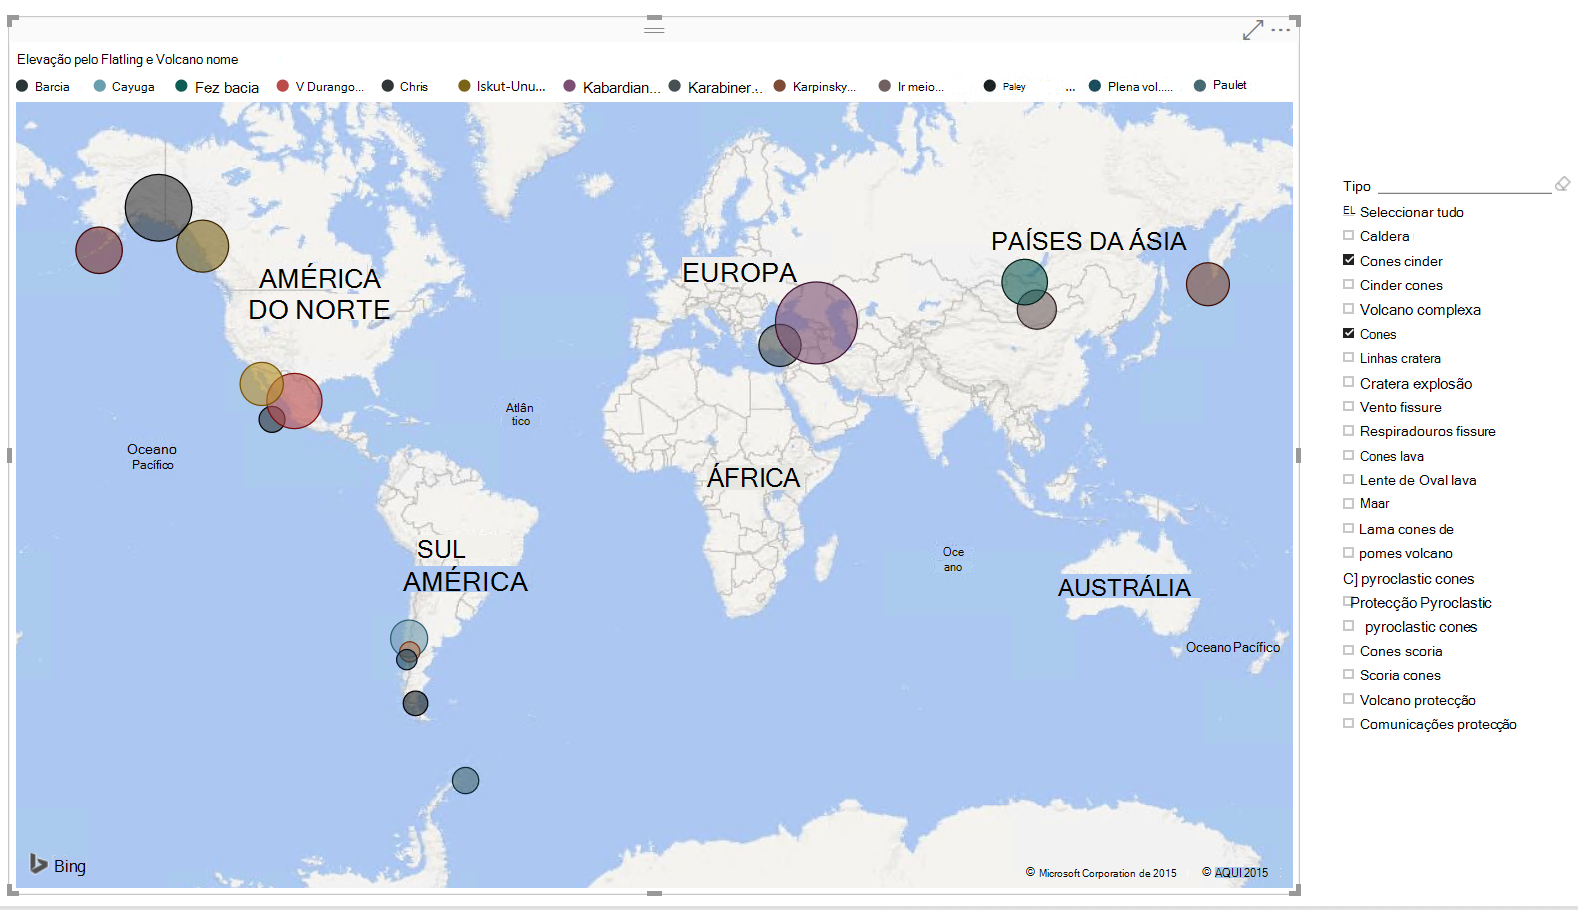 Elevação pelo Flatling e Volcano nome
Barcia Cayuga Fez bacia V Durango... Chris Iskut-Unu... Kabardian... Karabiner... Karpinsky... Ir meio... Paley ... Plena vol..... Paulet
PAÍSES DA ÁSIA
EUROPA
AMÉRICA
DO NORTE
Atlân
tico
Oceano
Pacífico
ÁFRICA
SUL
AMÉRICA
Oce
ano
AUSTRÁLIA
Oceano Pacífico
Bing
© Microsoft Corporation de 2015 © AQUI 2015
Tipo
EL Seleccionar tudo
Caldera
Cones cinder
Cinder cones
Volcano complexa
Cones
Linhas cratera
Cratera explosão
Vento fissure
Respiradouros fissure
Cones lava
Lente de Oval lava
Maar
Lama cones de
pomes volcano
C] pyroclastic cones
Protecção Pyroclastic
pyroclastic cones
Cones scoria
Scoria cones
Volcano protecção
Comunicações protecção